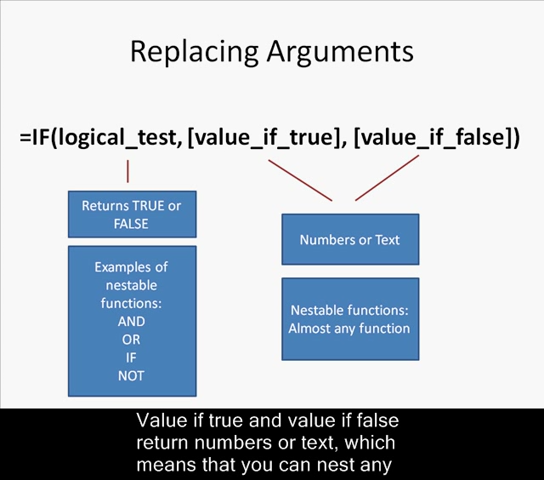 Replacing Arguments
=IF(logical_test, [value_if_true], [value_if_false])
Returns TRUE or
FALSE
Examples of
nestable
functions:
AND
OR
IF
NOT
Numbers or Text
Nestable functions:
Almost any function
Value if true and value if false
return numbers or text, which
means that you can nest any